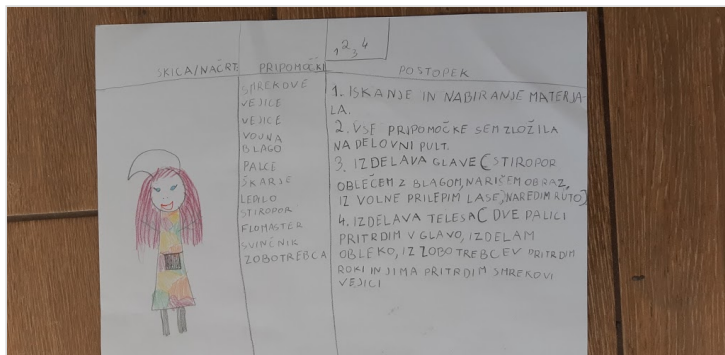 1,2,3,4
SKICA/NAČRT
PRIPOMOČKI
SMREKOVE
VEJICE
VEJICE
VOLNA
BLAGO
PALCE
ŠKARJE
LEPILO
STIROPOR
FLOMASTER
SVINČNIK
ZOBOTREBCA
POSTOPEK
1. ISKANJE IN NABIRANJE MATERJA-
LA.
2. VSE PRIPOMOČKE SEM ZLOŽILA
NA DELOVNI PULT.
3. IZDELAVA GLAVE (STIROPOR
OBLEČEM Z BLAGOM, NARIŠEM OBRAZ,
IZ VOLNE PRILEPIM LASE, NAREDIM RUTO)
4. IZDELAVA TELESA( DVE PALICI
PRITRDIM V GLAVO, IZDELAM
OBLEKO, IZ ZOBOTREBCEV PRITRDIM
ROKI IN JIMA PRITRDIM SMREKOVI
VEJICI